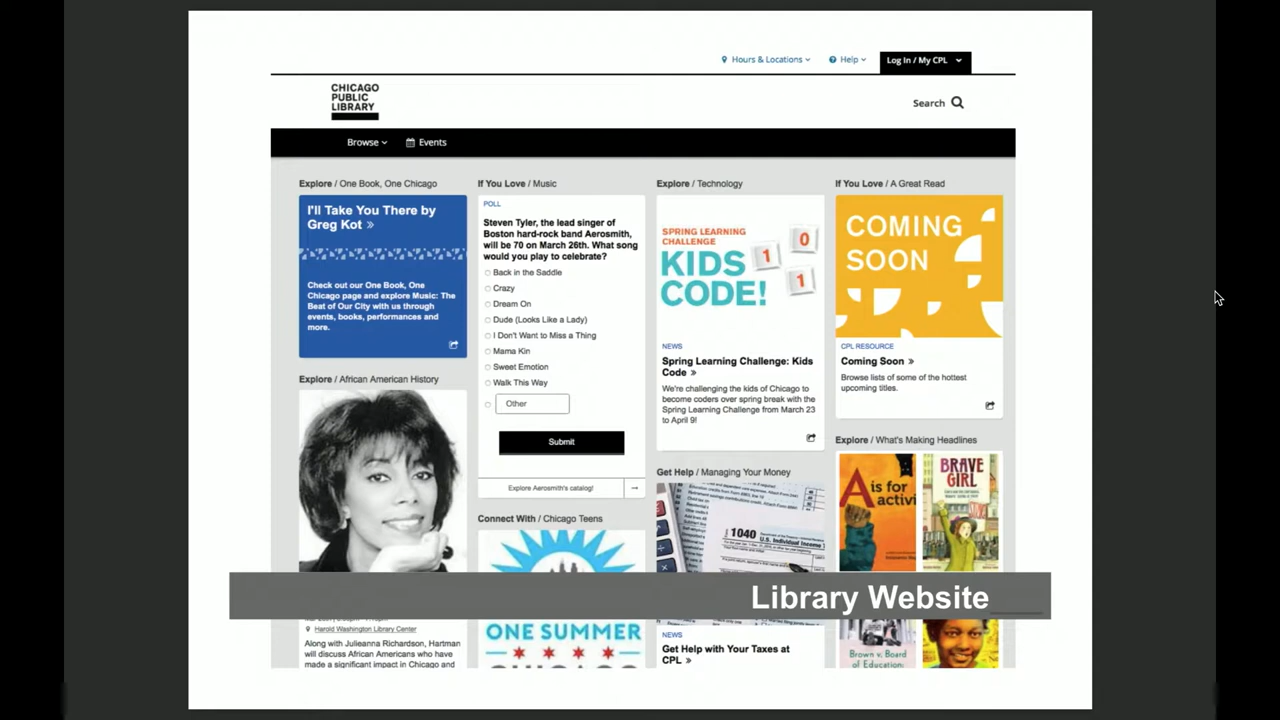 Hours & Locations
Help
Log In / My CPL
CHICAGO
PUBLIC
LIBRARY
Search
Browse
Events
Explore / One Book, One Chicago
I'll Take You There by
Greg Kot »
Check out our One Book, One
Chicago page and explore Music: The
Beat of Our City with us through
events, books, performances and
more.
Explore / African American History
Harold Washington Library Center
Along with Julieanna Richardson, Hartman
will discuss African Americans who have
made a significant impact in Chicago and
If You Love / Music
POLL
Steven Tyler, the lead singer of
Boston hard-rock band Aerosmith,
will be 70 on March 26th. What song
would you play to celebrate?
Back in the Saddle
Crazy
Dream On
Dude (Looks Like a Lady)
I Don't Want to Miss a Thing
Mama Kin
Sweet Emotion
Walk This Way
Other
Submit
Explore Aerosmith's catalog! →
Connect With / Chicago Teens
ONE SUMMER
Explore / Technology
SPRING LEARNING
CHALLENGE
KIDS
CODE!
0
1
1
NEWS
Spring Learning Challenge: Kids
Code »
We're challenging the kids of Chicago to
become coders over spring break with the
Spring Learning Challenge from March 23
to April 9!
Get Help / Managing Your Money
1040
U.S. Individual Income
NEWS
Get Help with Your Taxes at
CPL »
If You Love / A Great Read
COMING
SOON
CPL RESOURCE
Coming Soon »
Browse lists of some of the hottest
upcoming titles.
Explore / What's Making Headlines
A is for
activi
BRAVE
GIRL
Brown v. Board
of Education:
Library Website